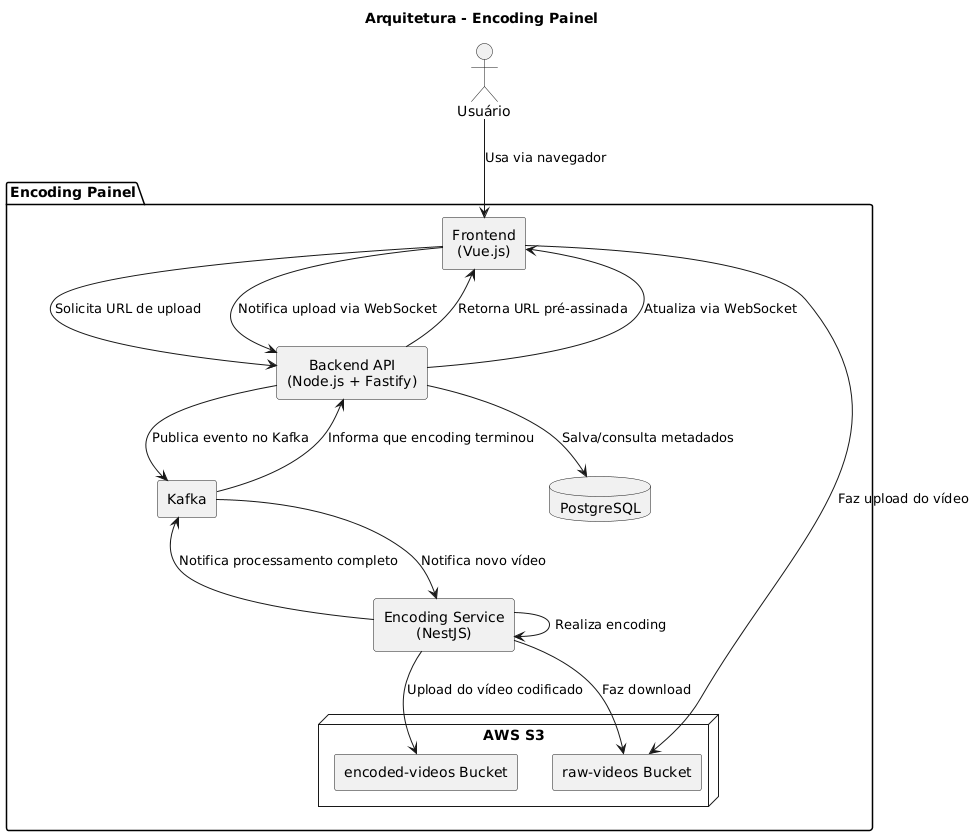 Arquitetura - Encoding Painel
Usuário
Usa via navegador
Encoding Painel
Frontend
(Vue.js)
Solicita URL de upload
Notifica upload via WebSocket
Retorna URL pré-assinada
Atualiza via WebSocket
Backend API
(Node.js + Fastify)
Publica evento no Kafka
Informa que encoding terminou
Salva/consulta metadados
Kafka
PostgreSQL
Faz upload do vídeo
Notifica processamento completo
Notifica novo vídeo
Encoding Service
(NestJS)
Realiza encoding
Upload do vídeo codificado
Faz download
AWS S3
encoded-videos Bucket
raw-videos Bucket